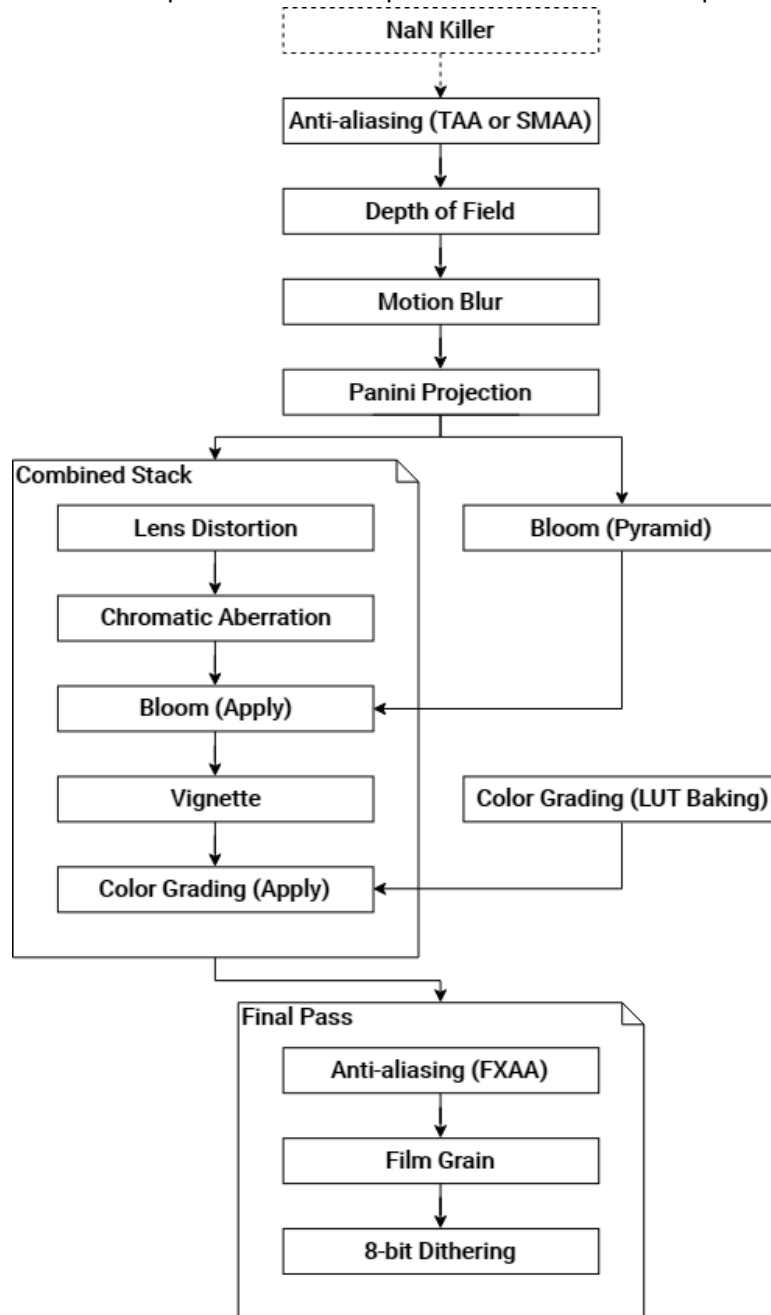 NaN Killer
Anti-aliasing (TAA or SMAA)
Depth of Field
Motion Blur
Panini Projection
Combined Stack
Lens Distortion
Bloom (Pyramid)
Chromatic Aberration
Bloom (Apply)
Vignette
Color Grading (LUT Baking)
Color Grading (Apply)
Final Pass
Anti-aliasing (FXAA)
Film Grain
8-bit Dithering